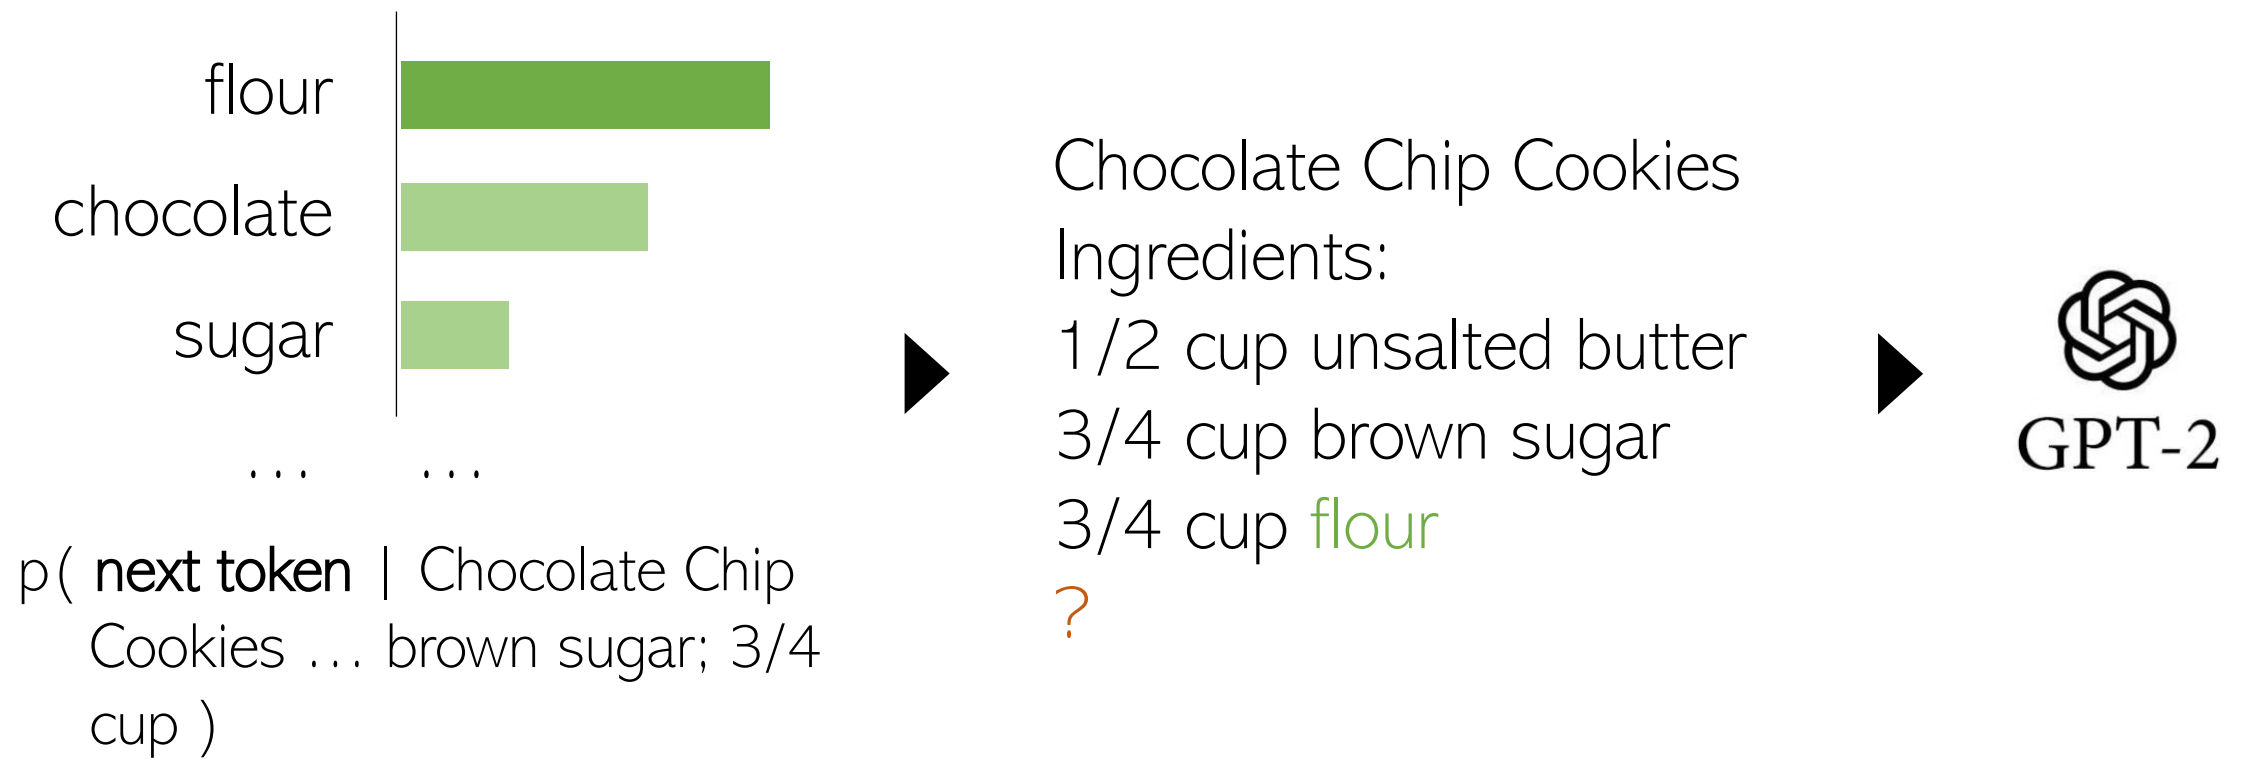 flour
chocolate
sugar
... ...
p( next token | Chocolate Chip
Cookies ... brown sugar; 3/4
cup )
Chocolate Chip Cookies
Ingredients:
1/2 cup unsalted butter
3/4 cup brown sugar
3/4 cup flour
?
GPT-2